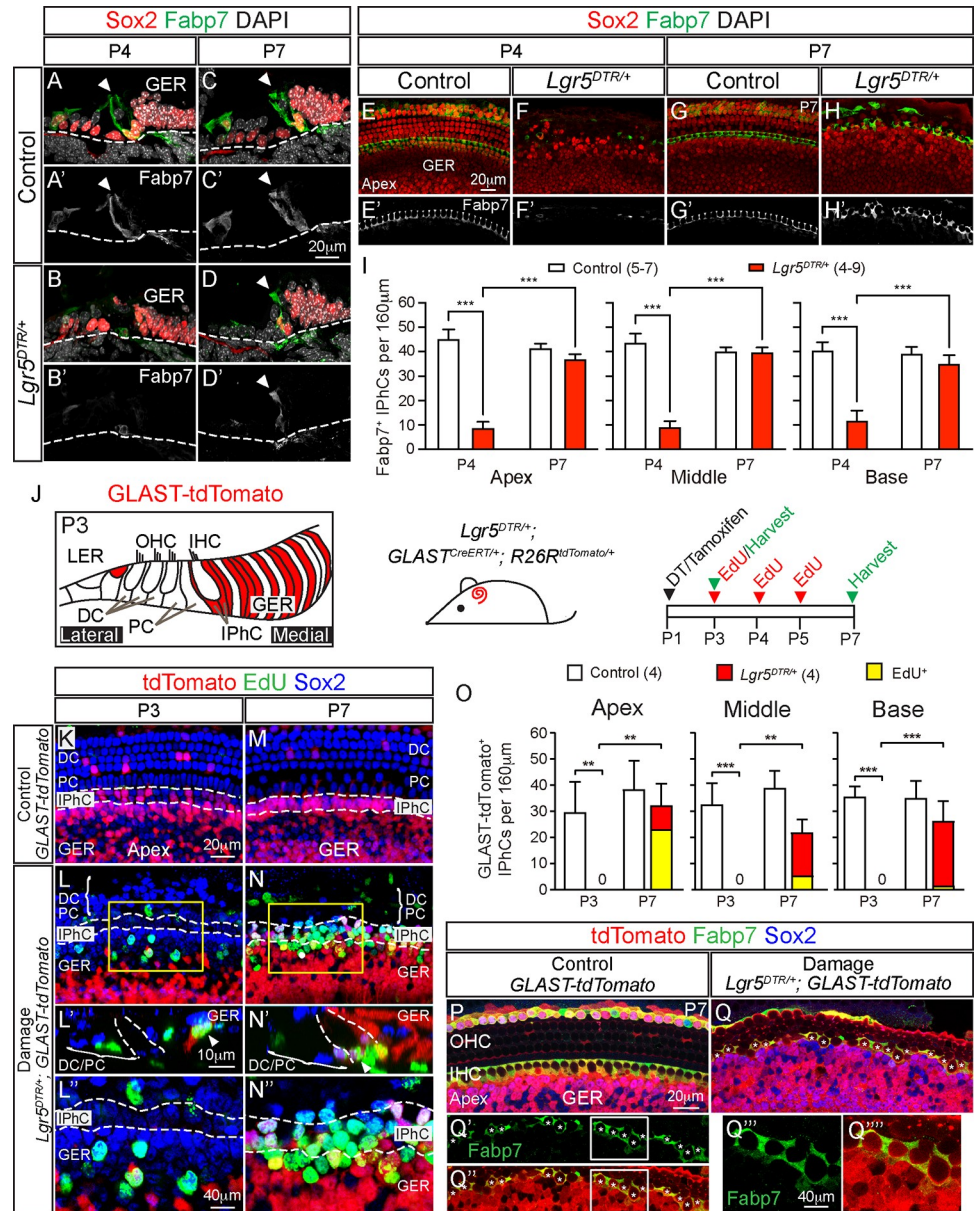 Sox2 Fabp7 DAPI
P4
P7
Control
Lgr5DTR/+
A
GER
C
GER
A'
Fabp7
C'
20µm
B
GER
D
GER
B'
Fabp7
D'
Sox2 Fabp7 DAPI
P4
P7
Control
Lgr5DTR/+
Control
Lgr5DTR/+
E
GER
Apex
20µm
F
G
P7
H
E'
Fabp7
F'
G'
H'
I
Control (5-7)
Lgr5DTR/+ (4-9)
Fabp7+ IPhCs per 160µm
60
50
40
30
20
10
0
***
***
***
***
***
***
P4
P7
P4
P7
P4
P7
Apex
Middle
Base
J
GLAST-tdTomato
P3
LER
OHC
IHC
GER
DC
PC
IPhC
Lateral
Medial
Lgr5DTR/+;
GLASTCreERT/+; R26RtdTomato/+
DT/Tamoxifen
EdU/Harvest
EdU
EdU
Harvest
P1
P3
P4
P5
P7
tdTomato EdU Sox2
P3
P7
Control
GLAST-tdTomato
K
DC
PC
IPhC
GER
Apex
20µm
M
DC
PC
IPhC
GER
Damage
Lgr5DTR/+; GLAST-tdTomato
L
DC
PC
IPhC
GER
N
DC
PC
IPhC
GER
L'
GER
10µm
DC/PC
N'
GER
DC/PC
L''
IPhC
GER
40µm
N''
IPhC
GER
40µm
O
Control (4)
Lgr5DTR/+ (4)
EdU+
Apex
Middle
Base
GLAST-tdTomato+
IPhCs per 160µm
60
50
40
30
20
10
0
**
**
***
**
***
***
0
0
0
P3
P7
P3
P7
P3
P7
tdTomato Fabp7 Sox2
Control
GLAST-tdTomato
Damage
Lgr5DTR/+; GLAST-tdTomato
P
P7
OHC
IHC
Apex
GER
20µm
Q
Q'
Fabp7
Q''
Q'''
Fabp7
40µm
Q''''